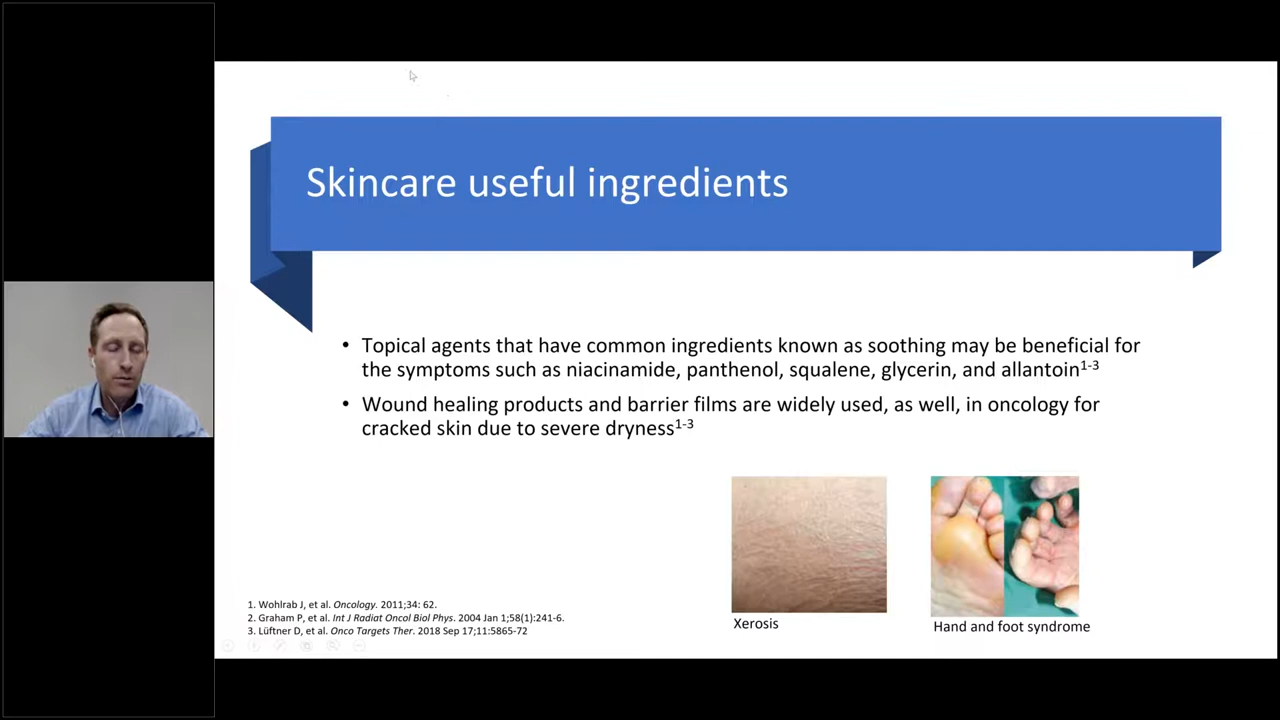 Skincare useful ingredients
• Topical agents that have common ingredients known as soothing may be beneficial for
the symptoms such as niacinamide, panthenol, squalene, glycerin, and allantoin1-3
• Wound healing products and barrier films are widely used, as well, in oncology for
cracked skin due to severe dryness1-3
1. Wohlrab J, et al. Oncology. 2011;34: 62.
2. Graham P, et al. Int J Radiat Oncol Biol Phys. 2004 Jan 1;58(1):241-6.
3. Lüftner D, et al. Onco Targets Ther. 2018 Sep 17;11:5865-72
Xerosis
Hand and foot syndrome